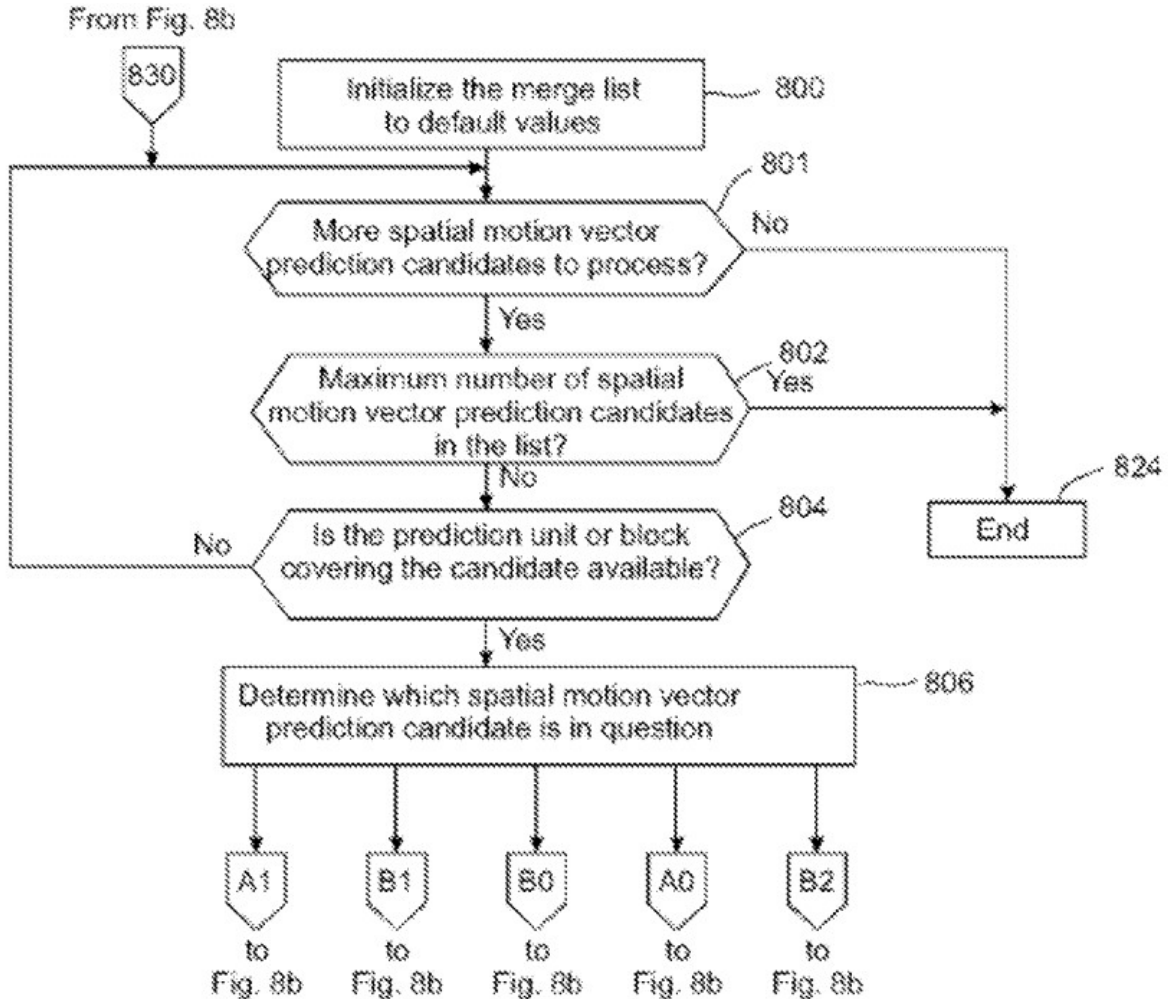 From Fig. 8b
830
Initialize the merge list
to default values
800
801
More spatial motion vector
prediction candidates to process?
No
Yes
802
Maximum number of spatial
motion vector prediction candidates
in the list?
Yes
No
804
Is the prediction unit or block
covering the candidate available?
No
824
End
Yes
Determine which spatial motion vector
prediction candidate is in question
806
A1
B1
B0
A0
B2
to
Fig. 8b
to
Fig. 8b
to
Fig. 8b
to
Fig. 8b
to
Fig. 8b